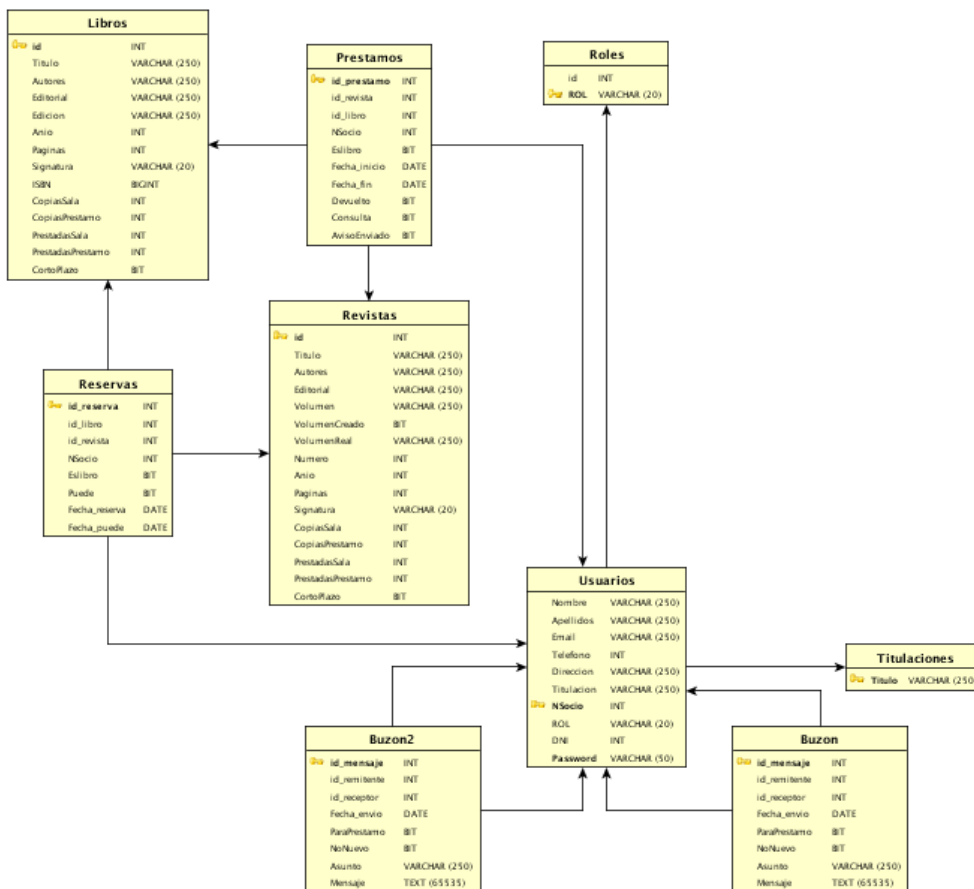 Libros
id INT
Titulo VARCHAR (250)
Autores VARCHAR (250)
Editorial VARCHAR (250)
Edicion VARCHAR (250)
Anio INT
Paginas INT
Signatura VARCHAR (20)
ISBN BIGINT
CopiasSala INT
CopiasPrestamo INT
PrestadasSala INT
PrestadasPrestamo INT
CortoPlazo BIT
Prestamos
id_prestamo INT
id_revista INT
id_libro INT
NSocio INT
Eslibro BIT
Fecha_inicio DATE
Fecha_fin DATE
Devuelto BIT
Consulta BIT
AvisoEnviado BIT
Roles
id INT
ROL VARCHAR (20)
Revistas
id INT
Titulo VARCHAR (250)
Autores VARCHAR (250)
Editorial VARCHAR (250)
Volumen VARCHAR (250)
VolumenCreado BIT
VolumenReal VARCHAR (250)
Numero INT
Anio INT
Paginas INT
Signatura VARCHAR (20)
CopiasSala INT
CopiasPrestamo INT
PrestadasSala INT
PrestadasPrestamo INT
CortoPlazo BIT
Reservas
id_reserva INT
id_libro INT
id_revista INT
NSocio INT
Eslibro BIT
Puede BIT
Fecha_reserva DATE
Fecha_puede DATE
Usuarios
Nombre VARCHAR (250)
Apellidos VARCHAR (250)
Email VARCHAR (250)
Telefono INT
Direccion VARCHAR (250)
Titulacion VARCHAR (250)
NSocio INT
ROL VARCHAR (20)
DNI INT
Password VARCHAR (50)
Titulaciones
Titulo VARCHAR (250
Buzon2
id_mensaje INT
id_remitente INT
id_receptor INT
Fecha_envio DATE
ParaPrestamo BIT
NoNuevo BIT
Asunto VARCHAR (250)
Mensaje TEXT (65535)
Buzon
id_mensaje INT
id_remitente INT
id_receptor INT
Fecha_envio DATE
ParaPrestamo BIT
NoNuevo BIT
Asunto VARCHAR (250)
Mensaje TEXT (65535)